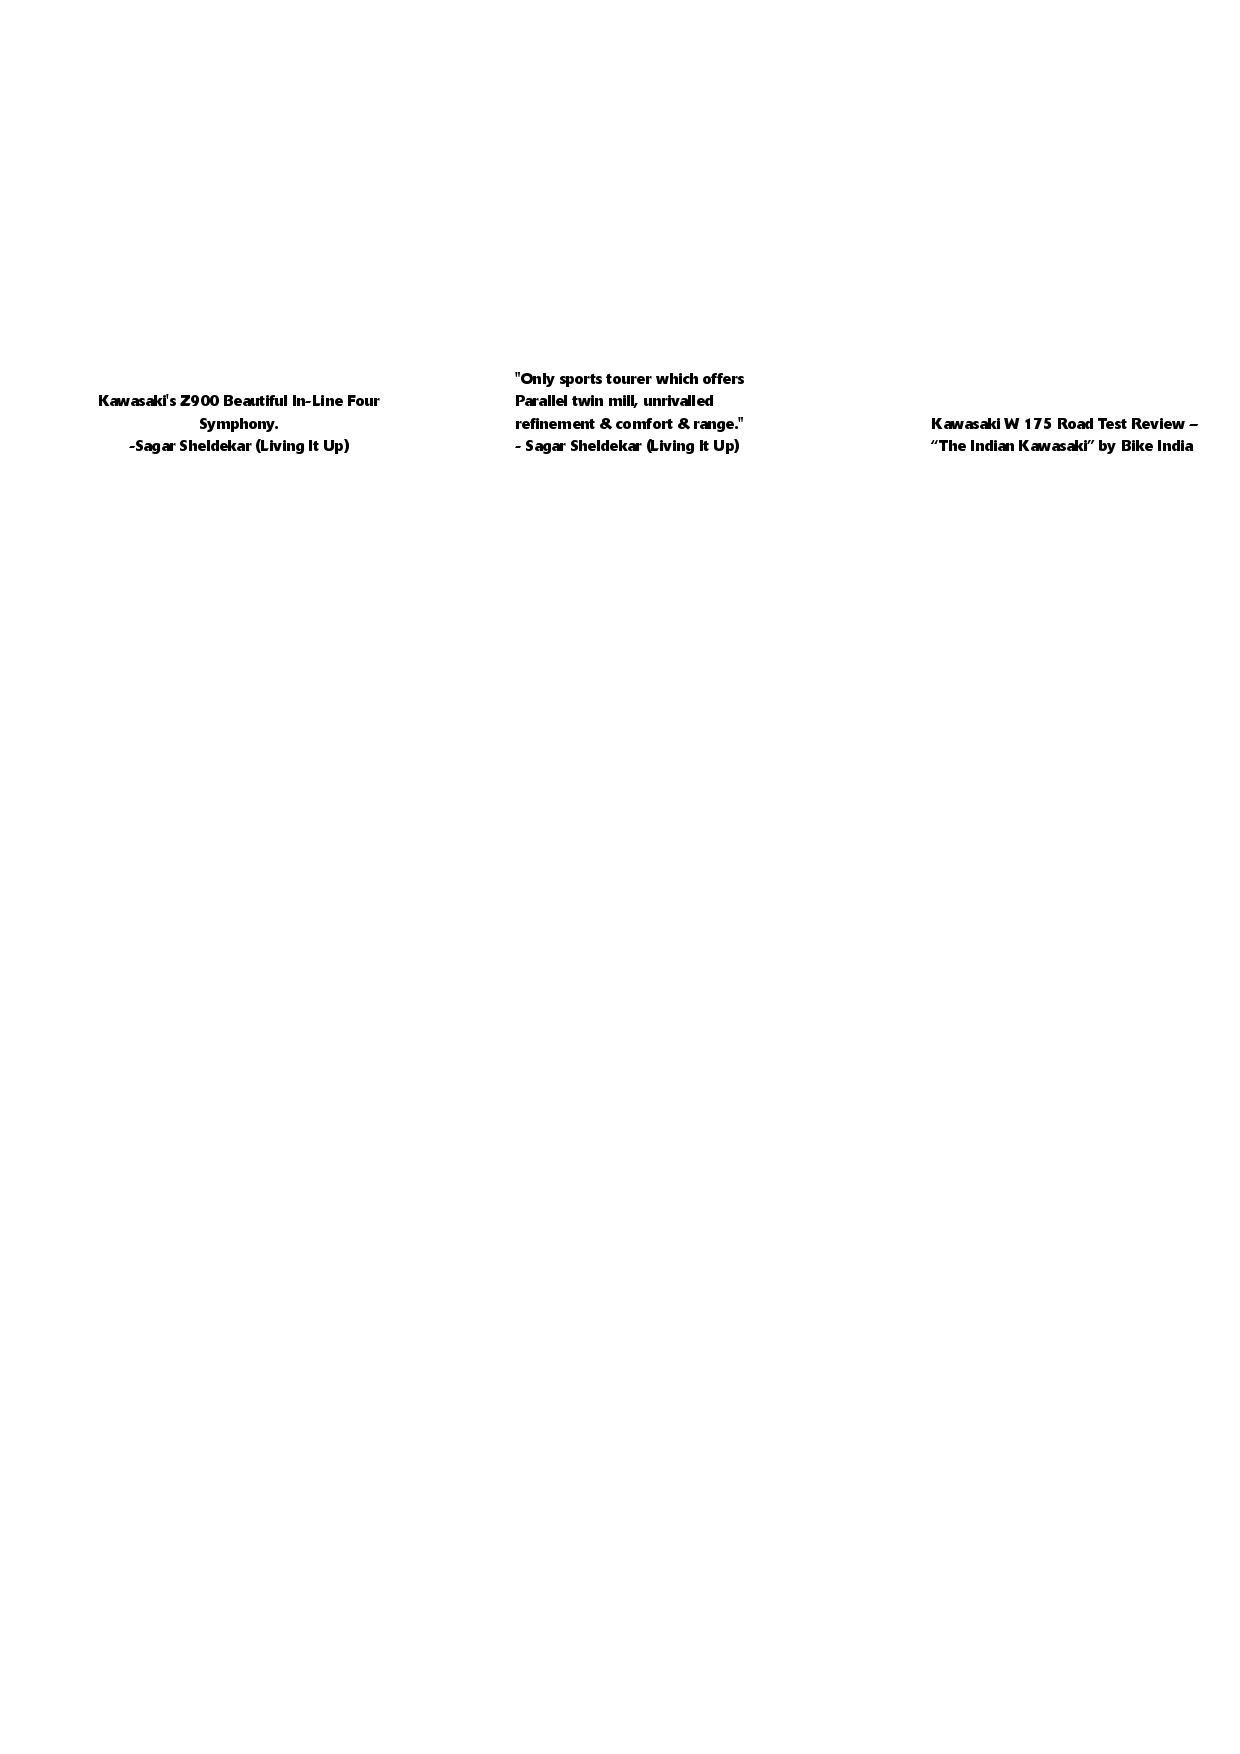 Kawasaki's Z900 Beautiful In-Line Four
Symphony.
-Sagar Sheldekar (Living It Up)
"Only sports tourer which offers
Parallel twin mill, unrivalled
refinement & comfort & range."
- Sagar Sheldekar (Living It Up)
Kawasaki W 175 Road Test Review –
“The Indian Kawasaki” by Bike India